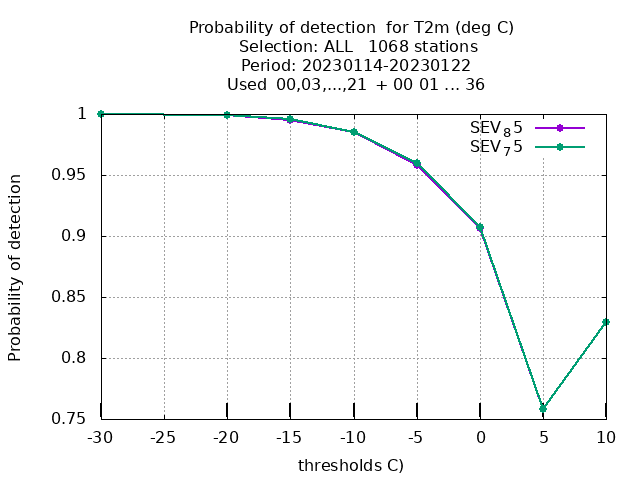 Probability of detection  for T2m (deg C)
Selection: ALL   1068 stations
Period: 20230114-20230122
Used  00,03,...,21  + 00 01 ... 36
SEV₈5
SEV₇5
1
0.95
0.9
0.85
0.8
0.75
Probability of detection
-30 -25 -20 -15 -10 -5 0 5 10
thresholds C)